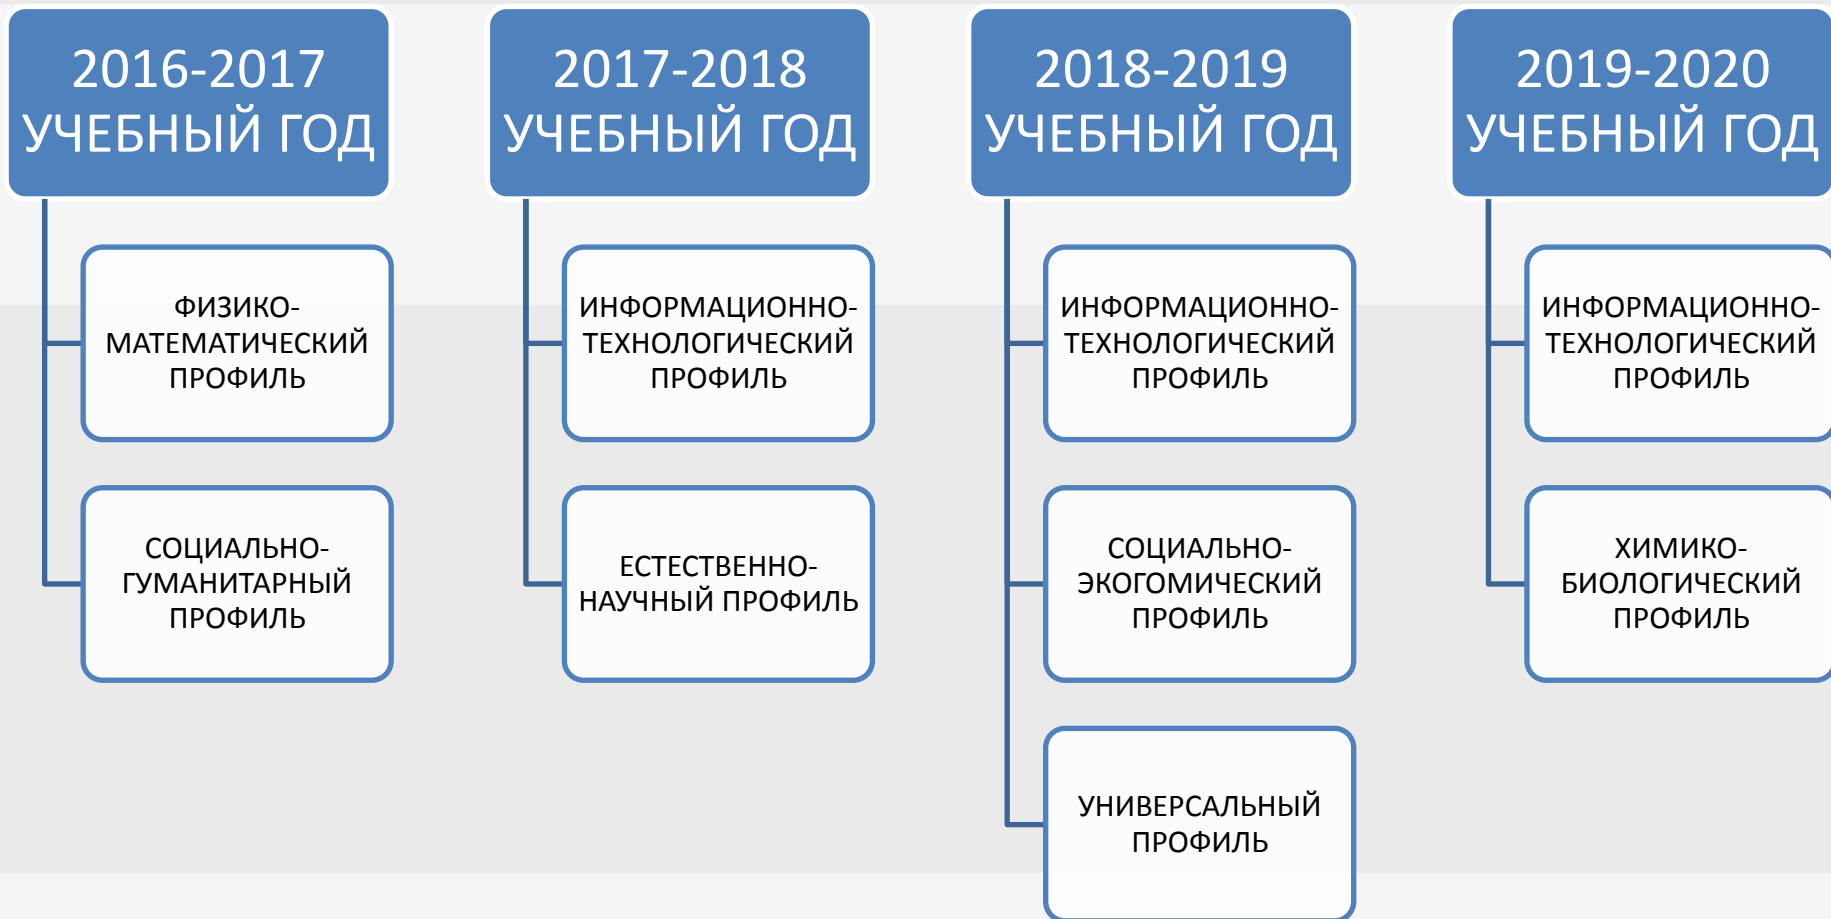 2016-2017
УЧЕБНЫЙ ГОД
ФИЗИКО-
МАТЕМАТИЧЕСКИЙ
ПРОФИЛЬ
СОЦИАЛЬНО-
ГУМАНИТАРНЫЙ
ПРОФИЛЬ
2017-2018
УЧЕБНЫЙ ГОД
ИНФОРМАЦИОННО-
ТЕХНОЛОГИЧЕСКИЙ
ПРОФИЛЬ
ЕСТЕСТВЕННО-
НАУЧНЫЙ ПРОФИЛЬ
2018-2019
УЧЕБНЫЙ ГОД
ИНФОРМАЦИОННО-
ТЕХНОЛОГИЧЕСКИЙ
ПРОФИЛЬ
СОЦИАЛЬНО-
ЭКОГОМИЧЕСКИЙ
ПРОФИЛЬ
УНИВЕРСАЛЬНЫЙ
ПРОФИЛЬ
2019-2020
УЧЕБНЫЙ ГОД
ИНФОРМАЦИОННО-
ТЕХНОЛОГИЧЕСКИЙ
ПРОФИЛЬ
ХИМИКО-
БИОЛОГИЧЕСКИЙ
ПРОФИЛЬ